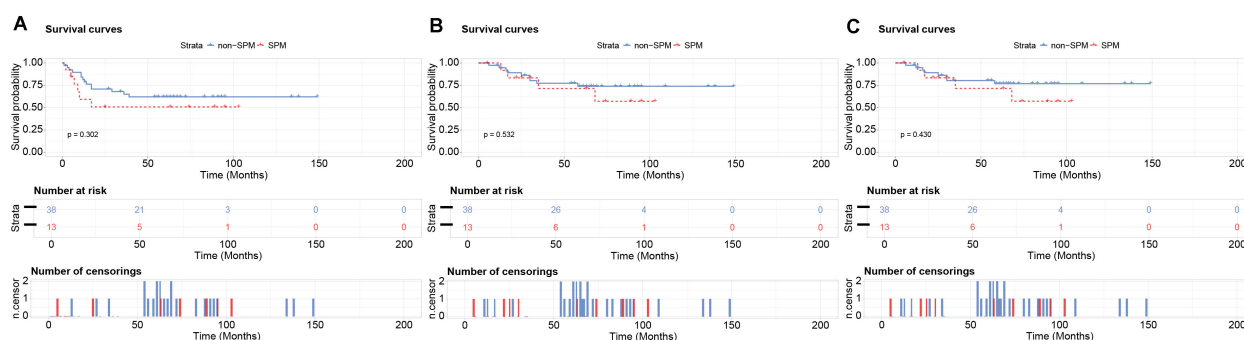 A
Survival curves
Strata non-SPM SPM
Survival probability
1.00
0.75
0.50
0.25
0.00
p = 0.302
0 50 100 150 200
Time (Months)
Number at risk
Strata
38 21 3 0 0
13 5 1 0 0
0 50 100 150 200
Time (Months)
Number of censorings
n.censor
2
1
0
0 50 100 150 200
Time (Months)
B
Survival curves
Strata non-SPM SPM
Survival probability
1.00
0.75
0.50
0.25
0.00
p = 0.532
0 50 100 150 200
Time (Months)
Number at risk
Strata
38 26 4 0 0
13 6 1 0 0
0 50 100 150 200
Time (Months)
Number of censorings
n.censor
2
1
0
0 50 100 150 200
Time (Months)
C
Survival curves
Strata non-SPM SPM
Survival probability
1.00
0.75
0.50
0.25
0.00
p = 0.430
0 50 100 150 200
Time (Months)
Number at risk
Strata
38 26 4 0 0
13 6 1 0 0
0 50 100 150 200
Time (Months)
Number of censorings
n.censor
2
1
0
0 50 100 150 200
Time (Months)